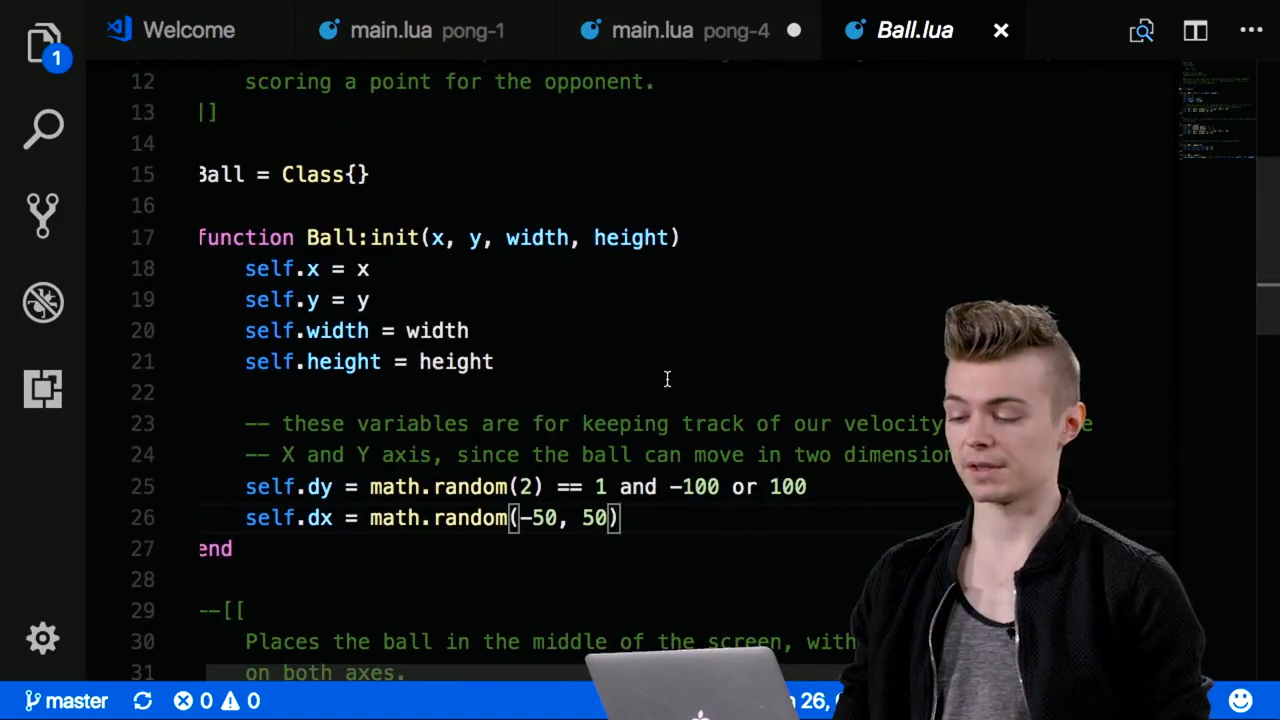 Welcome
main.lua pong-1
main.lua pong-4
Ball.lua
1
12 scoring a point for the opponent.
13 ]]
14
15 Ball = Class{}
16
17 function Ball:init(x, y, width, height)
18 self.x = x
19 self.y = y
20 self.width = width
21 self.height = height
22
23 -- these variables are for keeping track of our velocity
24 -- X and Y axis, since the ball can move in two
25 self.dy = math.random(2) == 1 and -100 or 100
26 self.dx = math.random(-50, 50)
27 end
28
29 --[[
30 Places the ball in the middle of the screen, with
31 on both axes.
master 0 0
26,